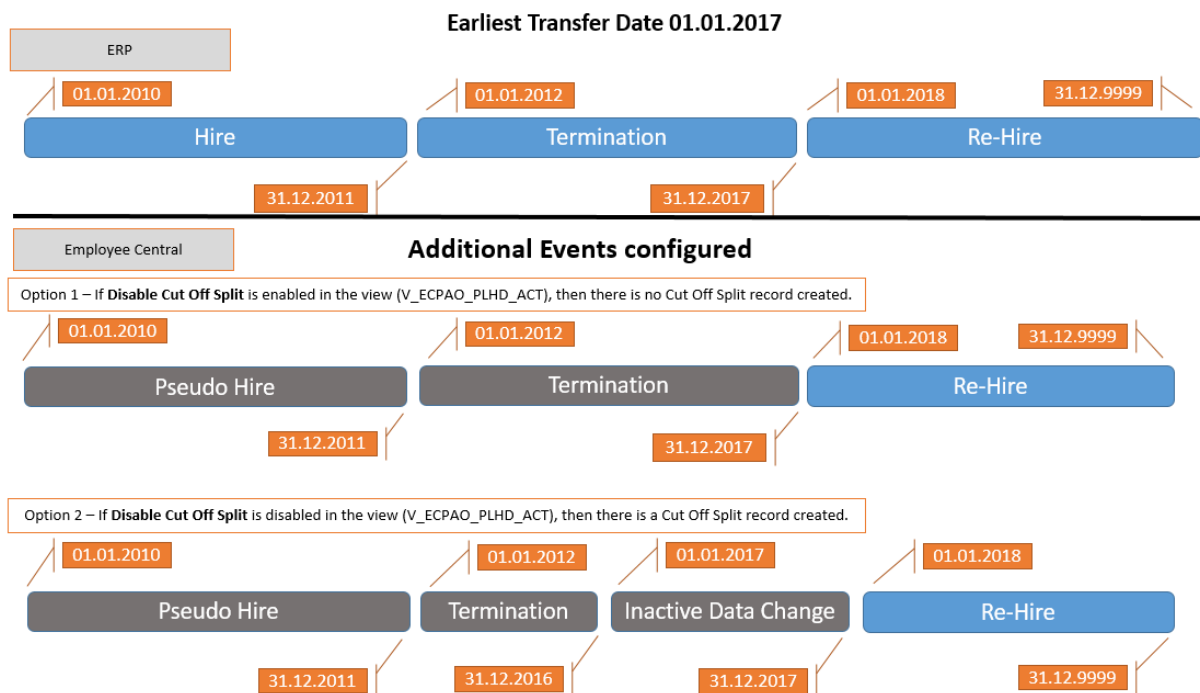 Earliest Transfer Date 01.01.2017
ERP
01.01.2010
01.01.2012
01.01.2018
31.12.9999
Hire
Termination
Re-Hire
31.12.2011
31.12.2017
Employee Central
Additional Events configured
Option 1 – If Disable Cut Off Split is enabled in the view (V_ECPAO_PLHD_ACT), then there is no Cut Off Split record created.
01.01.2010
01.01.2012
01.01.2018
31.12.9999
Pseudo Hire
Termination
Re-Hire
31.12.2011
31.12.2017
Option 2 – If Disable Cut Off Split is disabled in the view (V_ECPAO_PLHD_ACT), then there is a Cut Off Split record created.
01.01.2010
01.01.2012
01.01.2017
01.01.2018
Pseudo Hire
Termination
Inactive Data Change
Re-Hire
31.12.2011
31.12.2016
31.12.2017
31.12.9999